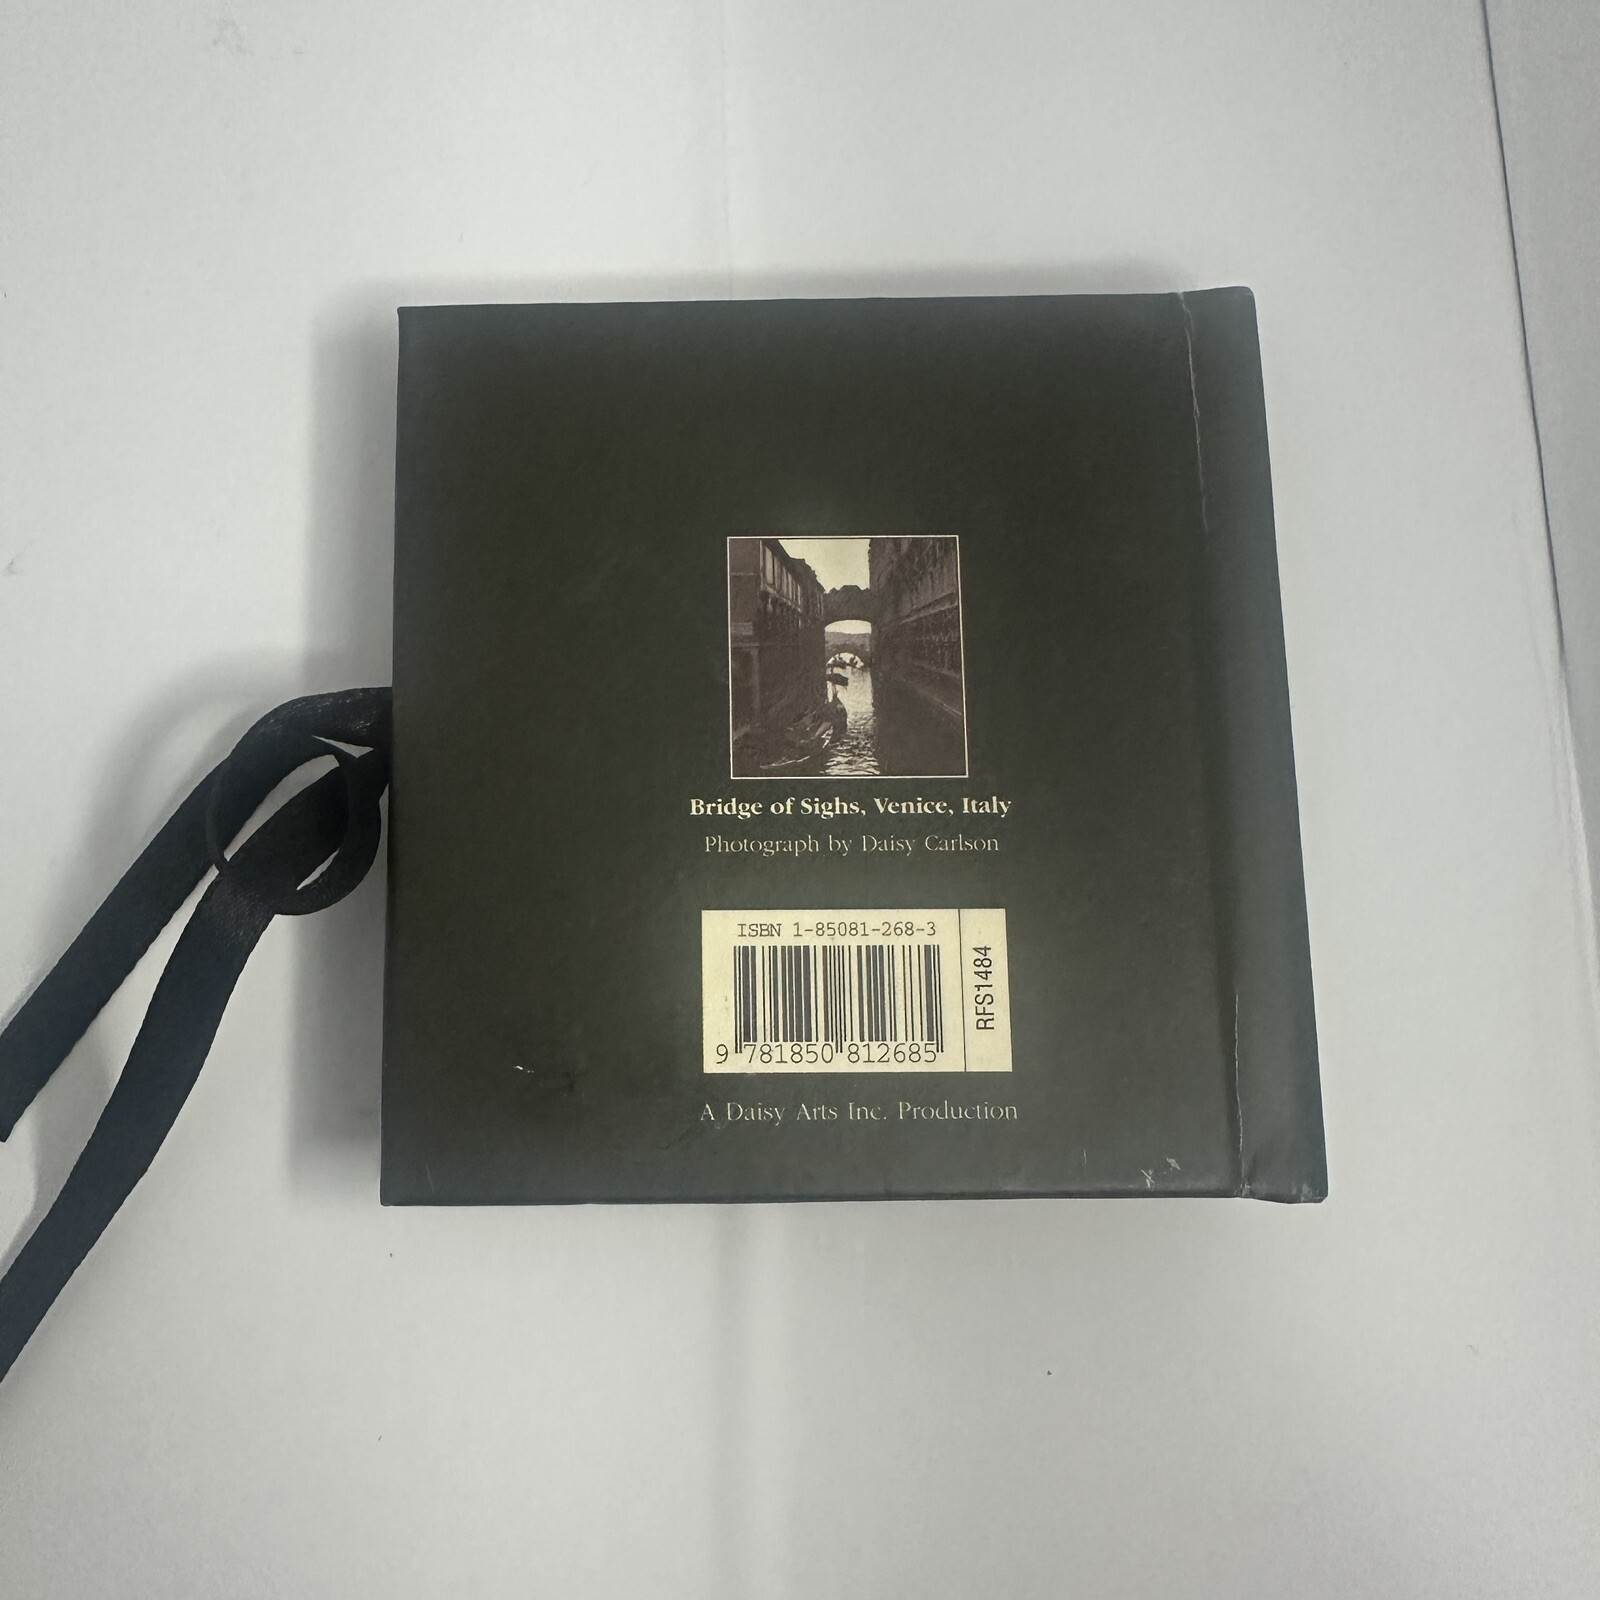 Bridge of Sighs, Venice, Italy
Photograph by Daisy Carlson
ISBN 1-85081-268-3
RFS1484
9 781850 812685
A Daisy Arts Inc. Production